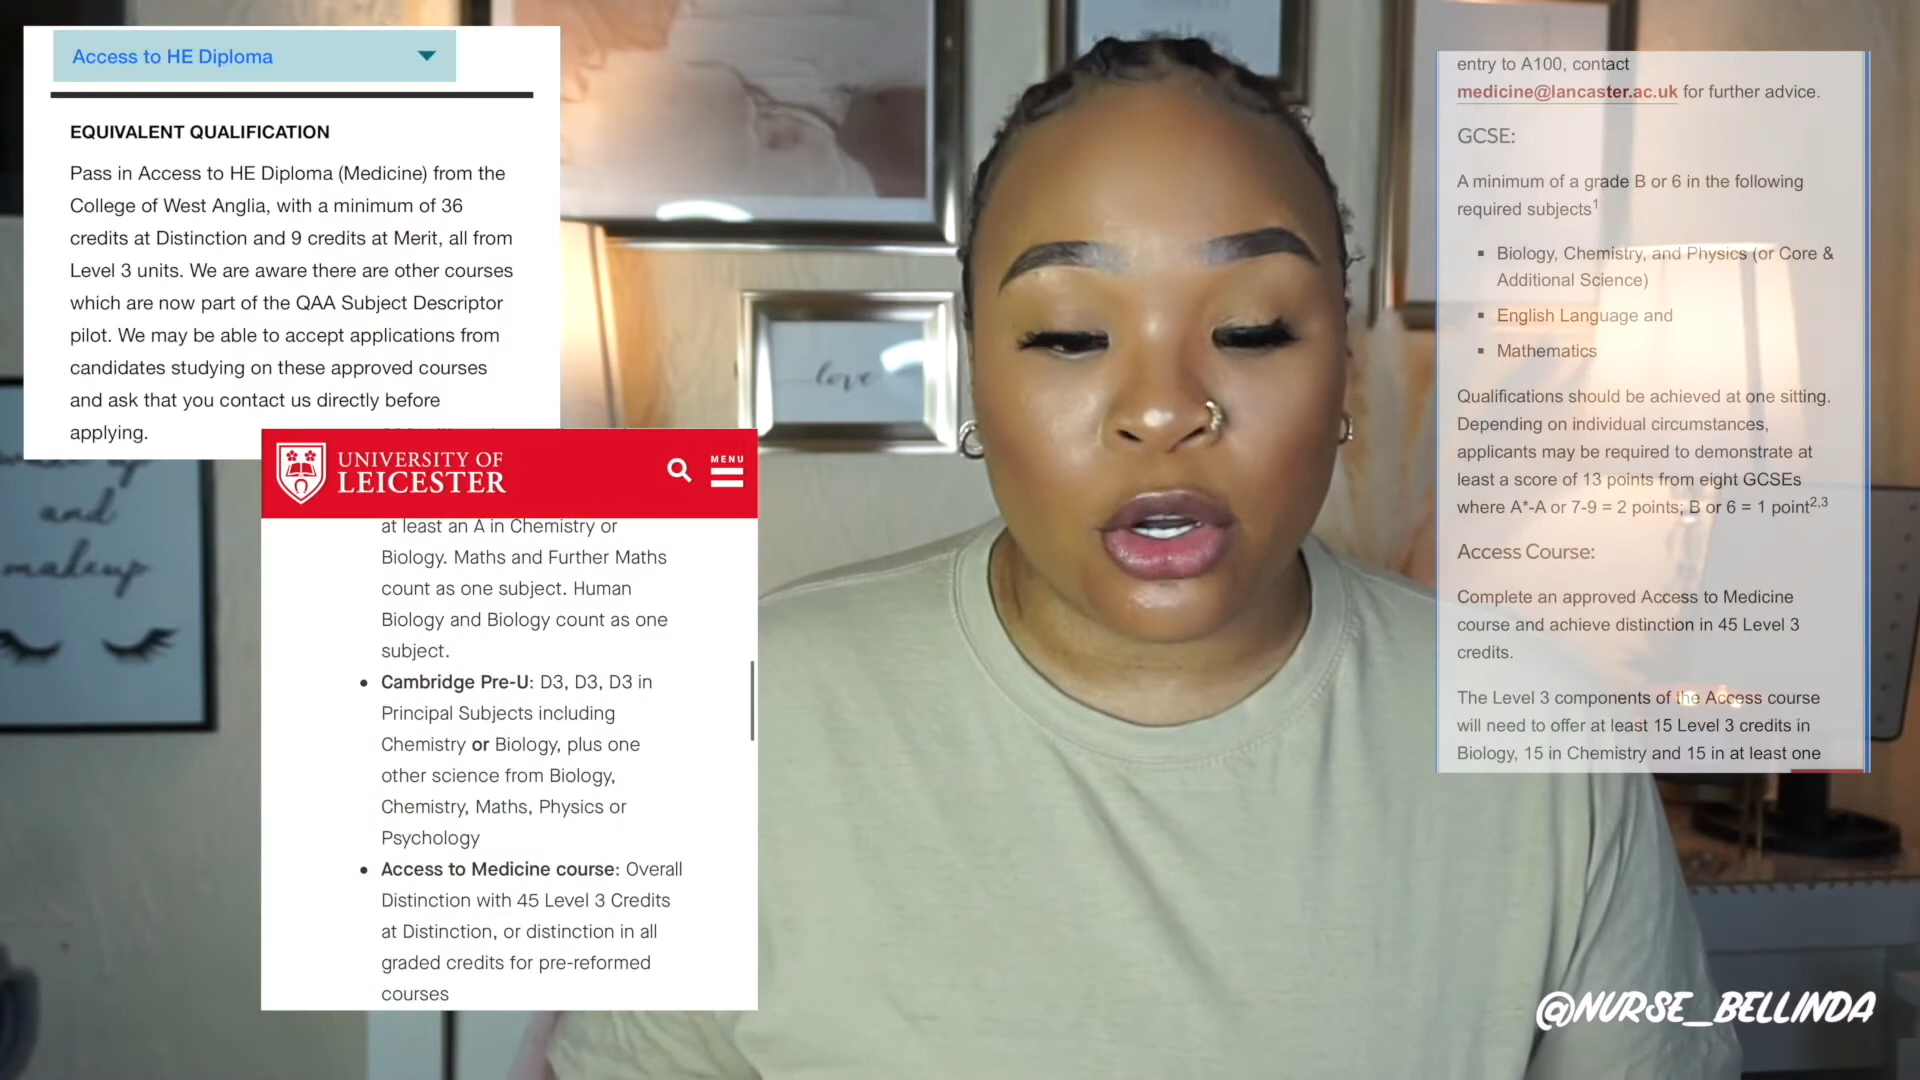 Access to HE Diploma
EQUIVALENT QUALIFICATION
Pass in Access to HE Diploma (Medicine) from the
College of West Anglia, with a minimum of 36
credits at Distinction and 9 credits at Merit, all from
Level 3 units. We are aware there are other courses
which are now part of the QAA Subject Descriptor
pilot. We may be able to accept applications from
candidates studying on these approved courses
and ask that you contact us directly before
applying.
UNIVERSITY OF
LEICESTER
MENU
at least an A in Chemistry or
Biology. Maths and Further Maths
count as one subject. Human
Biology and Biology count as one
subject.
• Cambridge Pre-U: D3, D3, D3 in
Principal Subjects including
Chemistry or Biology, plus one
other science from Biology,
Chemistry, Maths, Physics or
Psychology
• Access to Medicine course: Overall
Distinction with 45 Level 3 Credits
at Distinction, or distinction in all
graded credits for pre-reformed
courses
and
makeup
love
entry to A100, contact
medicine@lancaster.ac.uk for further advice.
GCSE:
A minimum of a grade B or 6 in the following
required subjects1
▪ Biology, Chemistry, and Physics (or Core &
Additional Science)
▪ English Language and
▪ Mathematics
Qualifications should be achieved at one sitting.
Depending on individual circumstances,
applicants may be required to demonstrate at
least a score of 13 points from eight GCSEs
where A*-A or 7-9 = 2 points; B or 6 = 1 point2,3
Access Course:
Complete an approved Access to Medicine
course and achieve distinction in 45 Level 3
credits.
The Level 3 components of the Access course
will need to offer at least 15 Level 3 credits in
Biology, 15 in Chemistry and 15 in at least one
@NURSE_BELLINDA